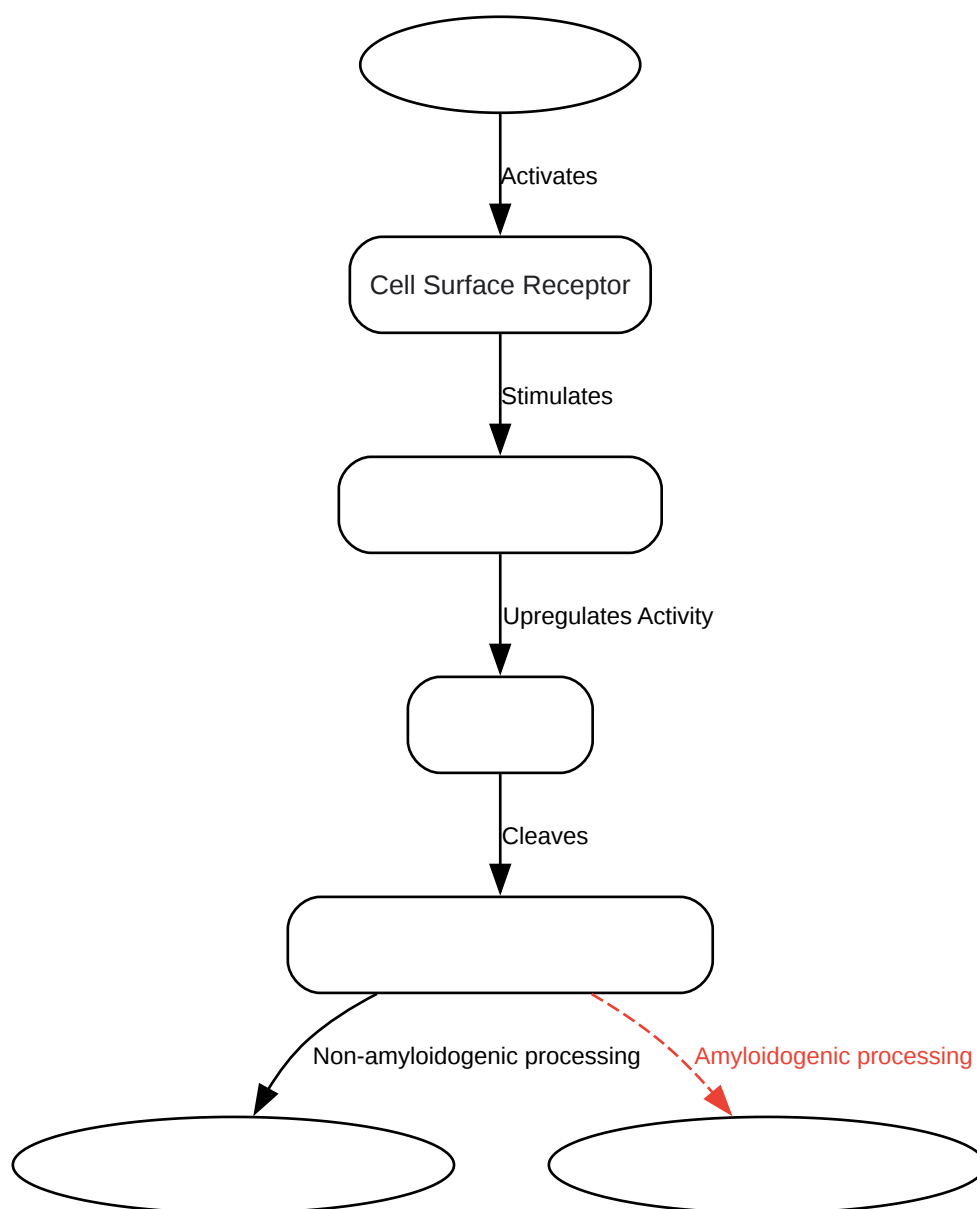 Activates
Cell Surface Receptor
Stimulates
Upregulates Activity
Cleaves
Non-amyloidogenic processing
Amyloidogenic processing